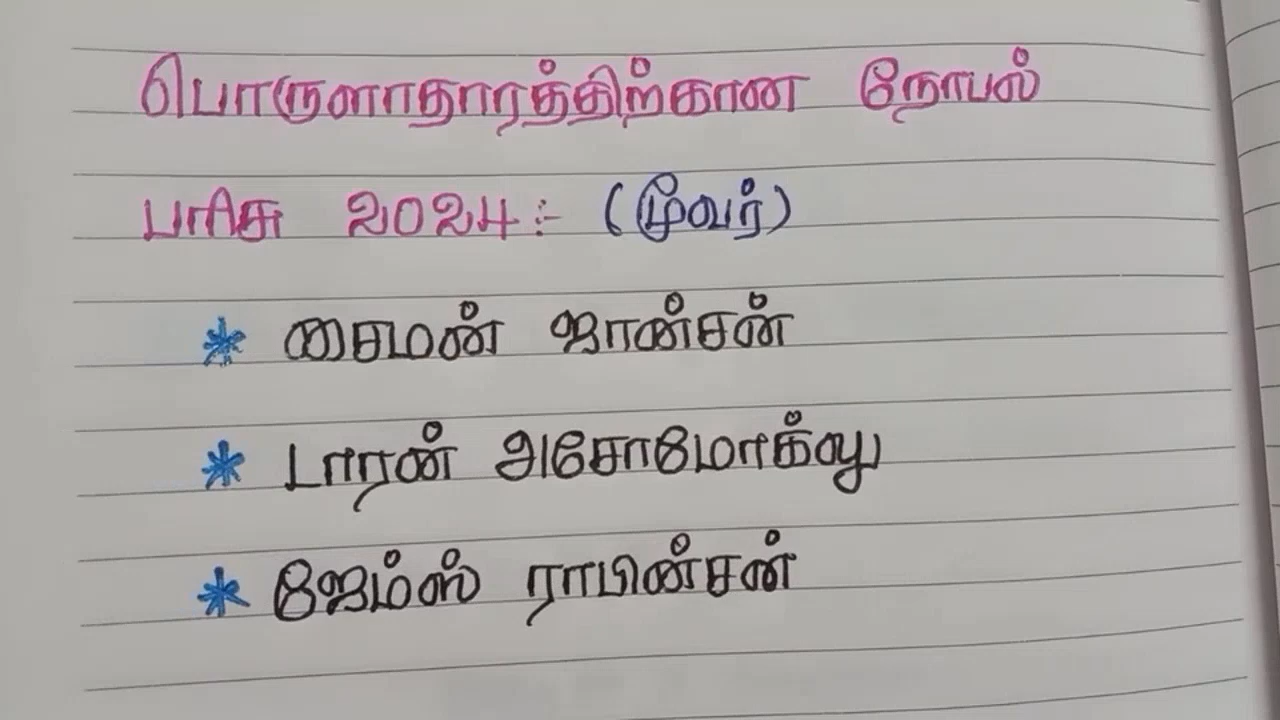 பொருளாதாரத்திற்கான நோபல்
பரிசு 2024:- (மூவர்)
* சைமன் ஜான்சன்
* டாரன் அசோமோக்லு
* ஜேம்ஸ் ராபின்சன்